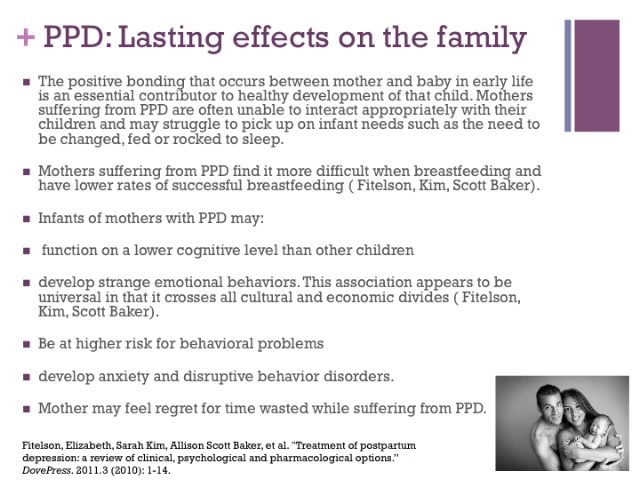 + PPD: Lasting effects on the family
■ The positive bonding that occurs between mother and baby in early life
is an essential contributor to healthy development of that child. Mothers
suffering from PPD are often unable to interact appropriately with their
children and may struggle to pick up on infant needs such as the need to
be changed, fed or rocked to sleep.
■ Mothers suffering from PPD find it more difficult when breastfeeding and
have lower rates of successful breastfeeding ( Fitelson, Kim, Scott Baker).
■ Infants of mothers with PPD may:
■ function on a lower cognitive level than other children
■ develop strange emotional behaviors. This association appears to be
universal in that it crosses all cultural and economic divides ( Fitelson,
Kim, Scott Baker).
■ Be at higher risk for behavioral problems
■ develop anxiety and disruptive behavior disorders.
■ Mother may feel regret for time wasted while suffering from PPD.
Fitelson, Elizabeth, Sarah Kim, Allison Scott Baker, et al. "Treatment of postpartum
depression: a review of clinical, psychological and pharmacological options."
DovePress. 2011.3 (2010): 1-14.